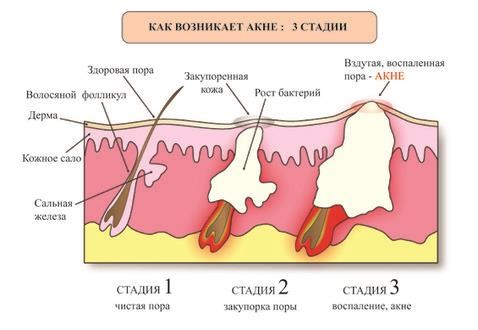 КАК ВОЗНИКАЕТ АКНЕ : 3 СТАДИИ
Здоровая пора
Закупоренная
кожа
Вздутая, воспаленная
пора - АКНЕ
Волосяной фолликул
Рост бактерий
Дерма
Кожное сало
Сальная
железа
СТАДИЯ 1
чистая пора
СТАДИЯ 2
закупорка поры
СТАДИЯ 3
воспаление, акне